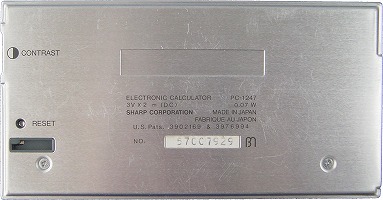 CONTRAST
ELECTRONIC CALCULATOR PC-1247
3V X 2 ⎓ (DC) 0.07 W
SHARP CORPORATION MADE IN JAPAN
FABRIQUE AU JAPON
RESET
U.S. Pats. 3902169 & 3976994
NO. 57007929